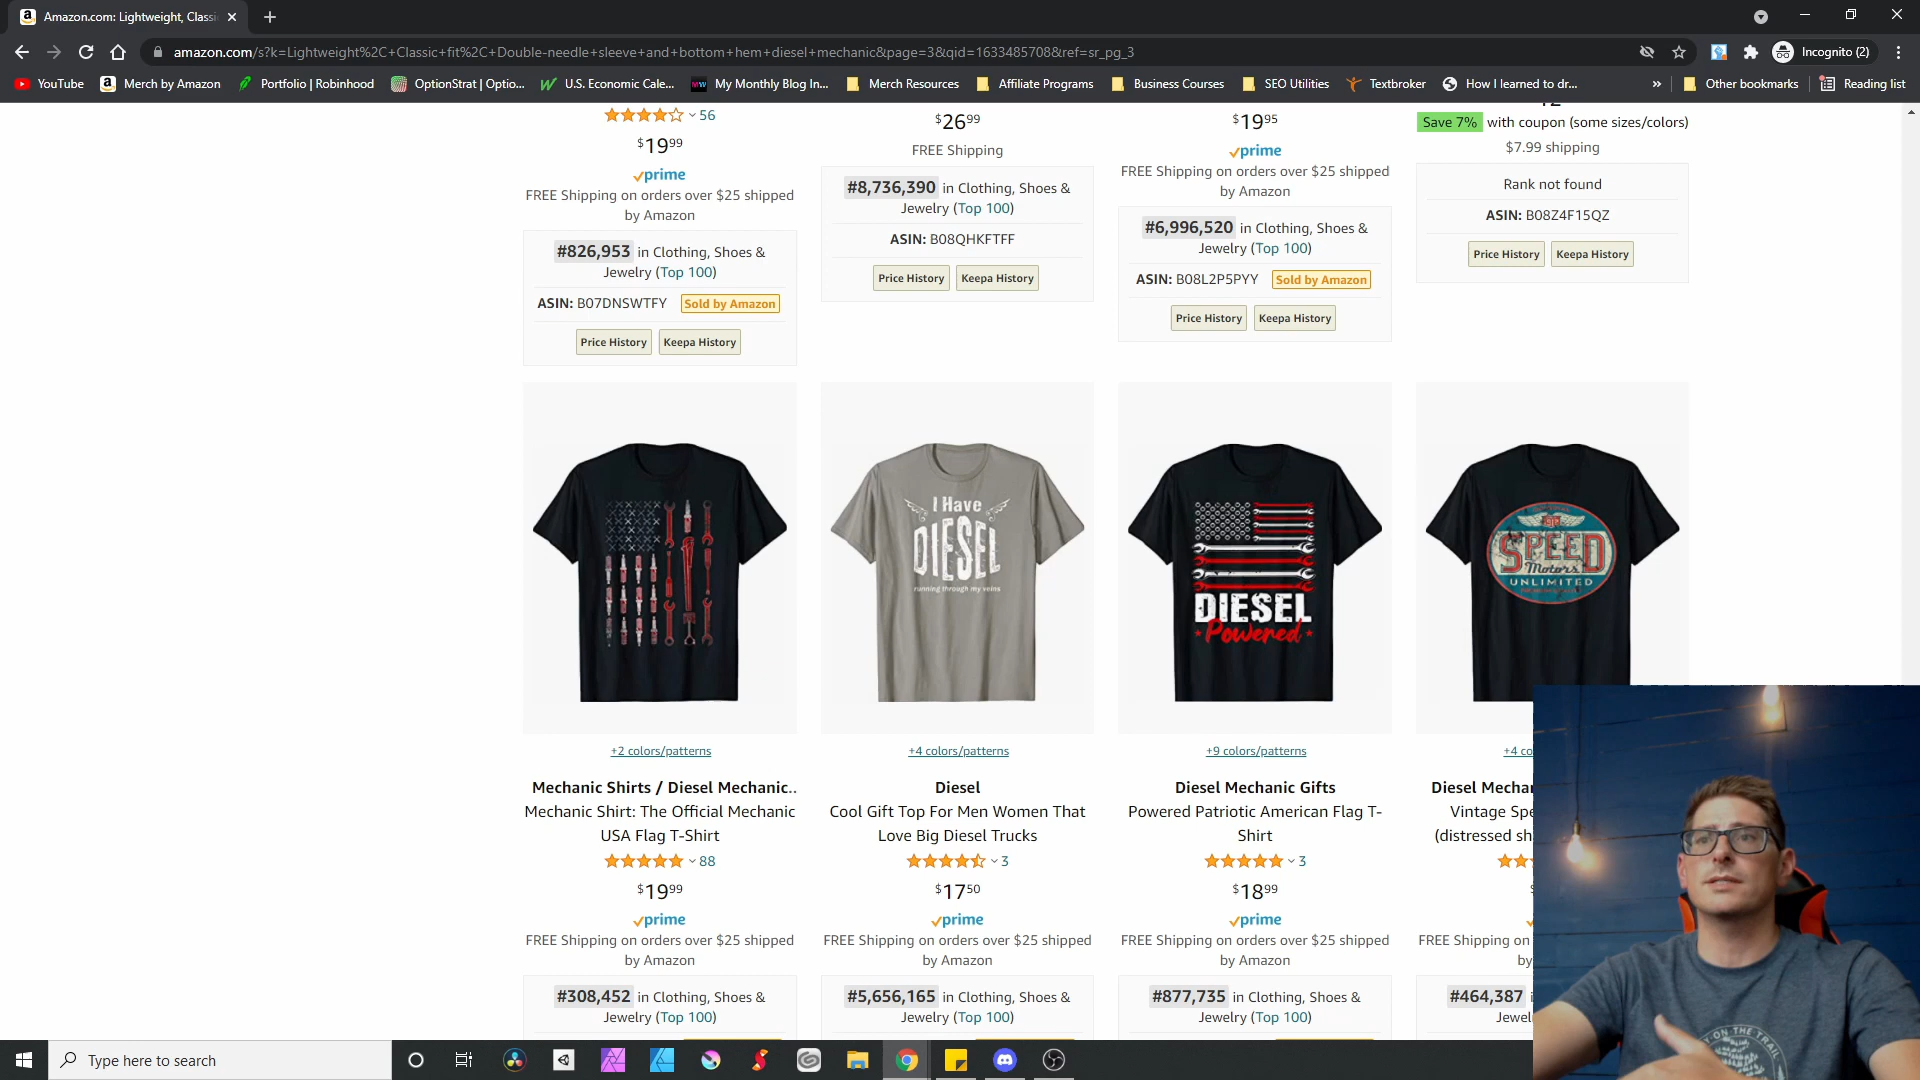 Amazon.com: Lightweight, Classi
amazon.com/s?k=Lightweight%2C+Classic+fit%2C+Double-needle+sleeve+and+bottom+hem+diesel+mechanic&page=3&qid=1633485708&ref=sr_pg_3
Incognito (2)
YouTube Merch by Amazon Portfolio | Robinhood OptionStrat | Optio... U.S. Economic Cale... My Monthly Blog In... Merch Resources Affiliate Programs Business Courses SEO Utilities Textbroker How I learned to dr... » Other bookmarks Reading list
56
$19 99
prime
FREE Shipping on orders over $25 shipped
by Amazon
#826,953 in Clothing, Shoes &
Jewelry (Top 100)
ASIN: B07DNSWTFY Sold by Amazon
Price History Keepa History
$26 99
FREE Shipping
#8,736,390 in Clothing, Shoes &
Jewelry (Top 100)
ASIN: B08QHKFTFF
Price History Keepa History
$19 95
prime
FREE Shipping on orders over $25 shipped
by Amazon
#6,996,520 in Clothing, Shoes &
Jewelry (Top 100)
ASIN: B08L2P5PYY Sold by Amazon
Price History Keepa History
Save 7% with coupon (some sizes/colors)
$7.99 shipping
Rank not found
ASIN: B08Z4F15QZ
Price History Keepa History
I Have
DIESEL
running through my veins
DIESEL
Powered
SPEED
Motors
UNLIMITED
+2 colors/patterns
Mechanic Shirts / Diesel Mechanic..
Mechanic Shirt: The Official Mechanic
USA Flag T-Shirt
88
$19 99
prime
FREE Shipping on orders over $25 shipped
by Amazon
#308,452 in Clothing, Shoes &
Jewelry (Top 100)
+4 colors/patterns
Diesel
Cool Gift Top For Men Women That
Love Big Diesel Trucks
3
$17 50
prime
FREE Shipping on orders over $25 shipped
by Amazon
#5,656,165 in Clothing, Shoes &
Jewelry (Top 100)
+9 colors/patterns
Diesel Mechanic Gifts
Powered Patriotic American Flag T-
Shirt
3
$18 99
prime
FREE Shipping on orders over $25 shipped
by Amazon
#877,735 in Clothing, Shoes &
Jewelry (Top 100)
+4 co
Diesel Mecha
Vintage Spe
(distressed sh
FREE Shipping on
by
#464,387 i
Jewel
Y-ON THE TRAIL
Type here to search